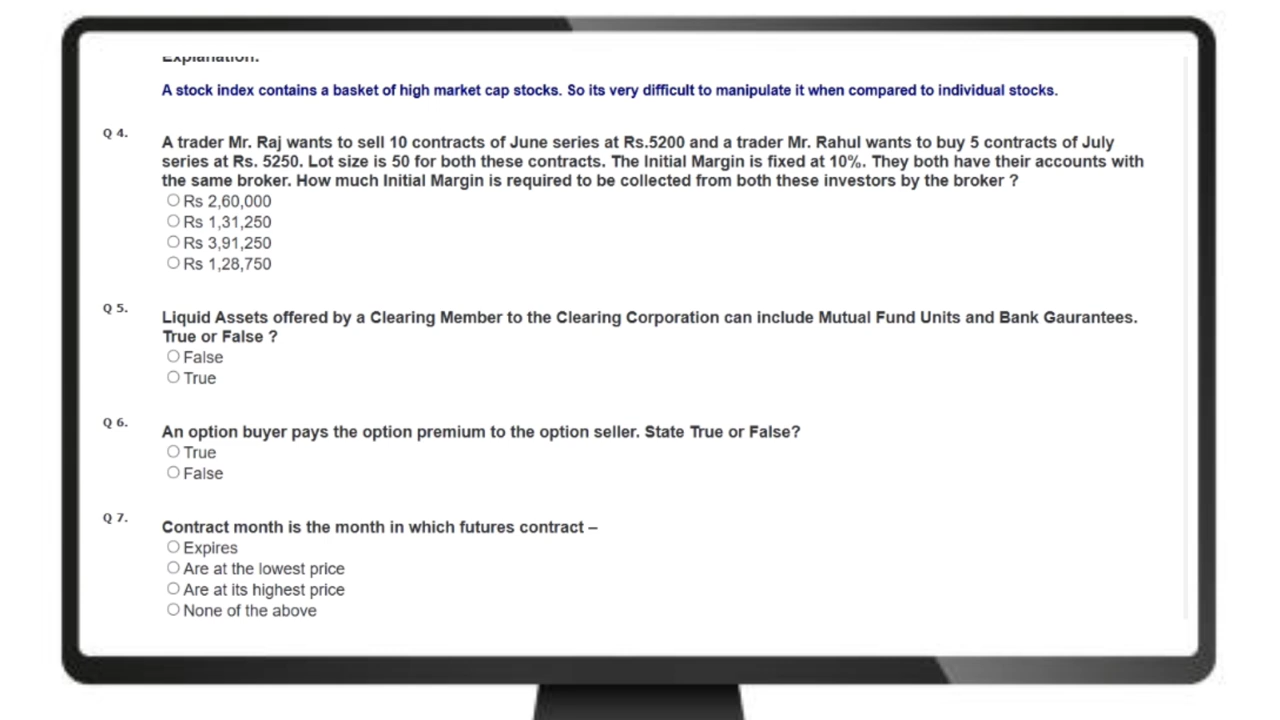 Explanation:
A stock index contains a basket of high market cap stocks. So its very difficult to manipulate it when compared to individual stocks.
Q 4.
A trader Mr. Raj wants to sell 10 contracts of June series at Rs.5200 and a trader Mr. Rahul wants to buy 5 contracts of July
series at Rs. 5250. Lot size is 50 for both these contracts. The Initial Margin is fixed at 10%. They both have their accounts with
the same broker. How much Initial Margin is required to be collected from both these investors by the broker ?
Rs 2,60,000
Rs 1,31,250
Rs 3,91,250
Rs 1,28,750
Q 5.
Liquid Assets offered by a Clearing Member to the Clearing Corporation can include Mutual Fund Units and Bank Gaurantees.
True or False ?
False
True
Q 6.
An option buyer pays the option premium to the option seller. State True or False?
True
False
Q 7.
Contract month is the month in which futures contract –
Expires
Are at the lowest price
Are at its highest price
None of the above